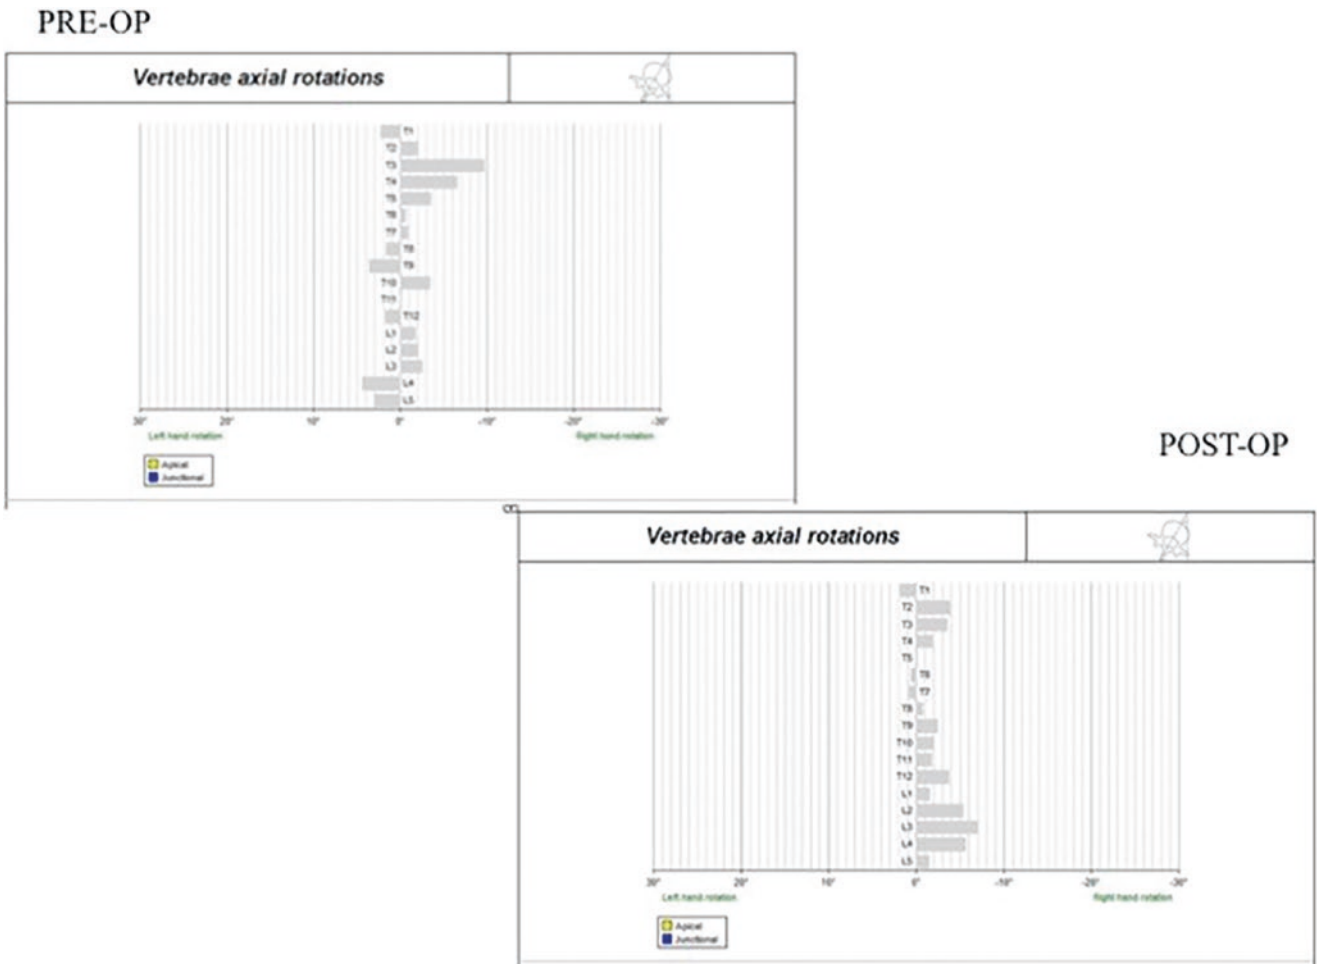 PRE-OP
Vertebrae axial rotations
T1
T2
T3
T4
T5
T6
T7
T8
T9
T10
T11
T12
L1
L2
L3
L4
L5
30° 20° 10° 0° -10° -20° -30°
Left hand rotation Right hand rotation
Apical
Junctional
POST-OP
Vertebrae axial rotations
T1
T2
T3
T4
T5
T6
T7
T8
T9
T10
T11
T12
L1
L2
L3
L4
L5
30° 20° 10° 0° -10° -20° -30°
Left hand rotation Right hand rotation
Apical
Junctional